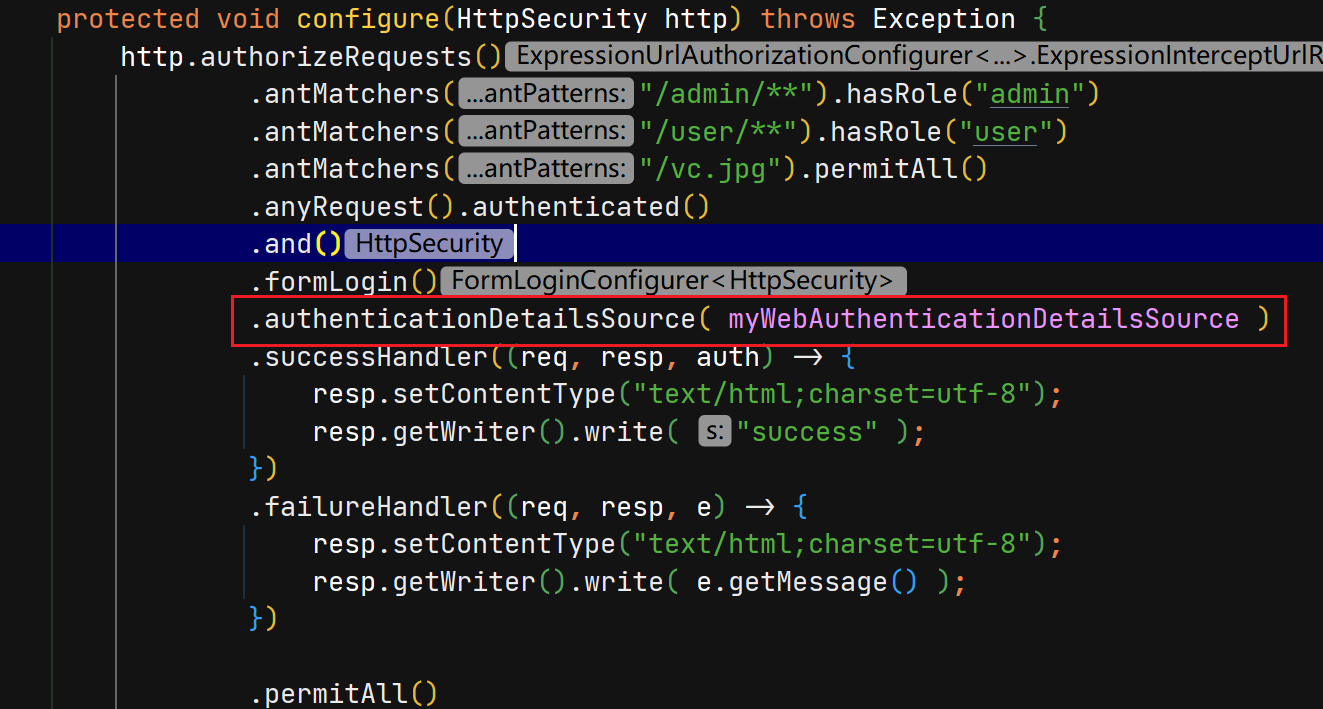 protected void configure(HttpSecurity http) throws Exception {
http.authorizeRequests() ExpressionUrlAuthorizationConfigurer<...>.ExpressionInterceptUrlR
.antMatchers( ...antPatterns: "/admin/**").hasRole("admin")
.antMatchers( ...antPatterns: "/user/**").hasRole("user")
.antMatchers( ...antPatterns: "/vc.jpg").permitAll()
.anyRequest().authenticated()
.and() HttpSecurity
.formLogin() FormLoginConfigurer<HttpSecurity>
.authenticationDetailsSource( myWebAuthenticationDetailsSource )
.successHandler((req, resp, auth) -> {
resp.setContentType("text/html;charset=utf-8");
resp.getWriter().write( s: "success" );
})
.failureHandler((req, resp, e) -> {
resp.setContentType("text/html;charset=utf-8");
resp.getWriter().write( e.getMessage() );
})
.permitAll()